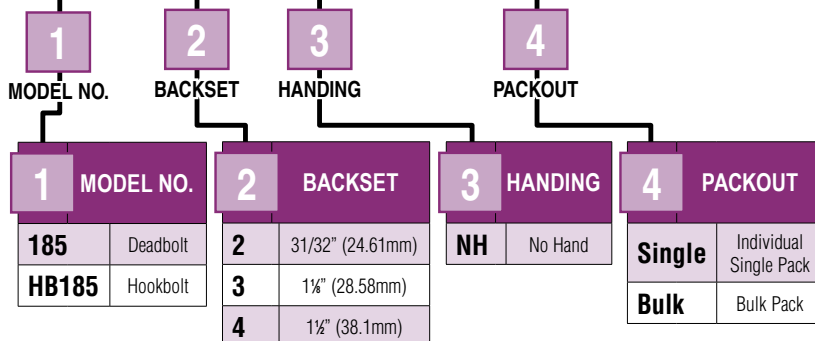 1 2 3 4
MODEL NO. BACKSET HANDING PACKOUT
1 MODEL NO.
185 Deadbolt
HB185 Hookbolt
2 BACKSET
2 31/32” (24.61mm)
3 1⅛” (28.58mm)
4 1½” (38.1mm)
3 HANDING
NH No Hand
4 PACKOUT
Single Individual
Single Pack
Bulk Bulk Pack